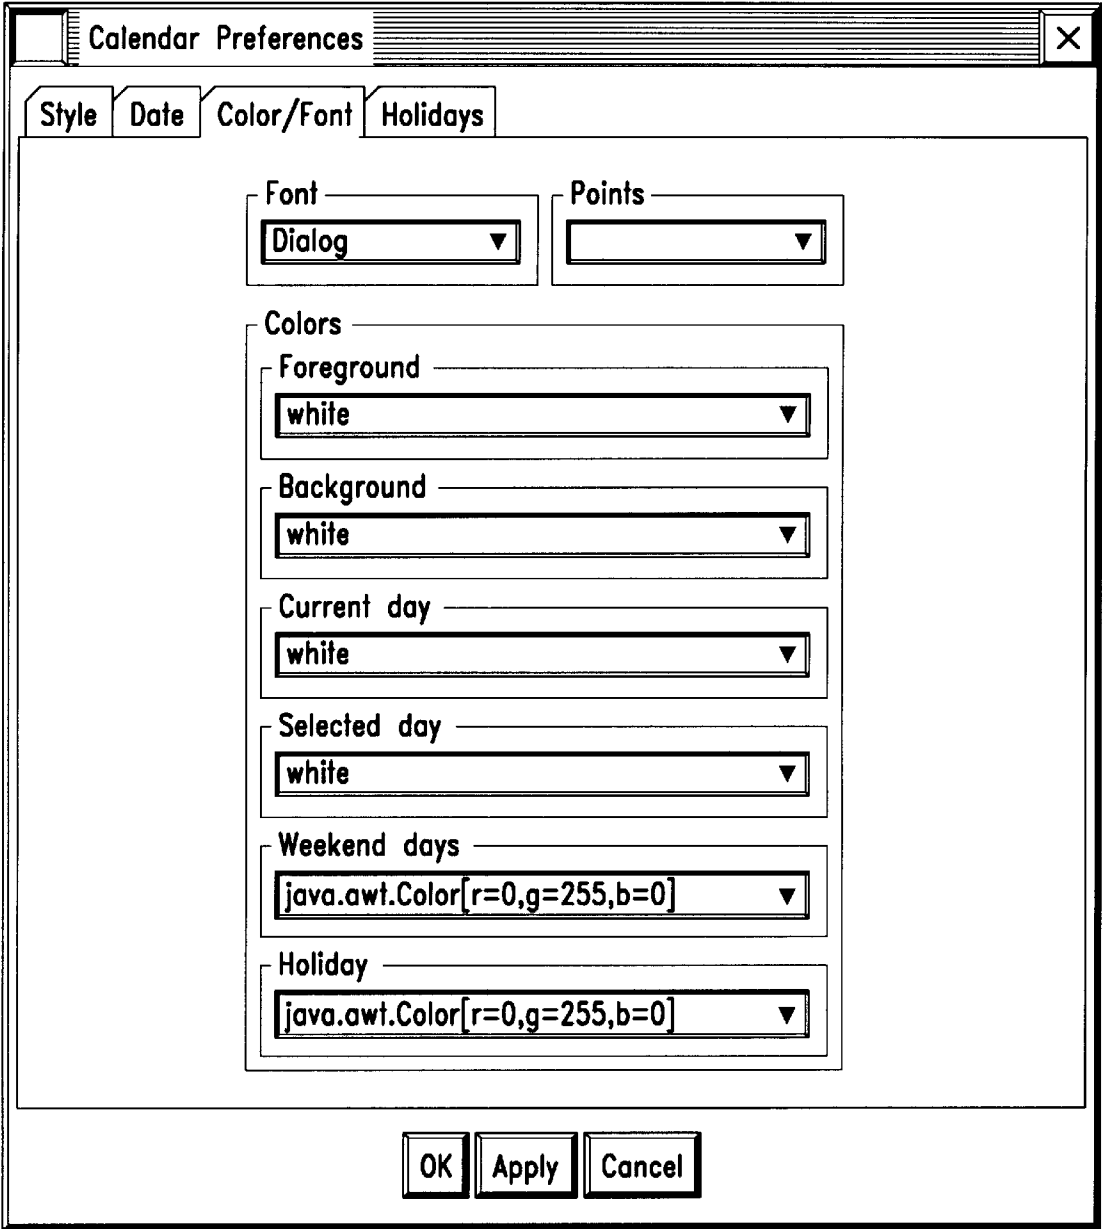 Calendar Preferences
Style Date Color/Font Holidays
Font Points
Dialog
Colors
Foreground
white
Background
white
Current day
white
Selected day
white
Weekend days
java.awt.Color[r=0,g=255,b=0]
Holiday
java.awt.Color[r=0,g=255,b=0]
OK Apply Cancel